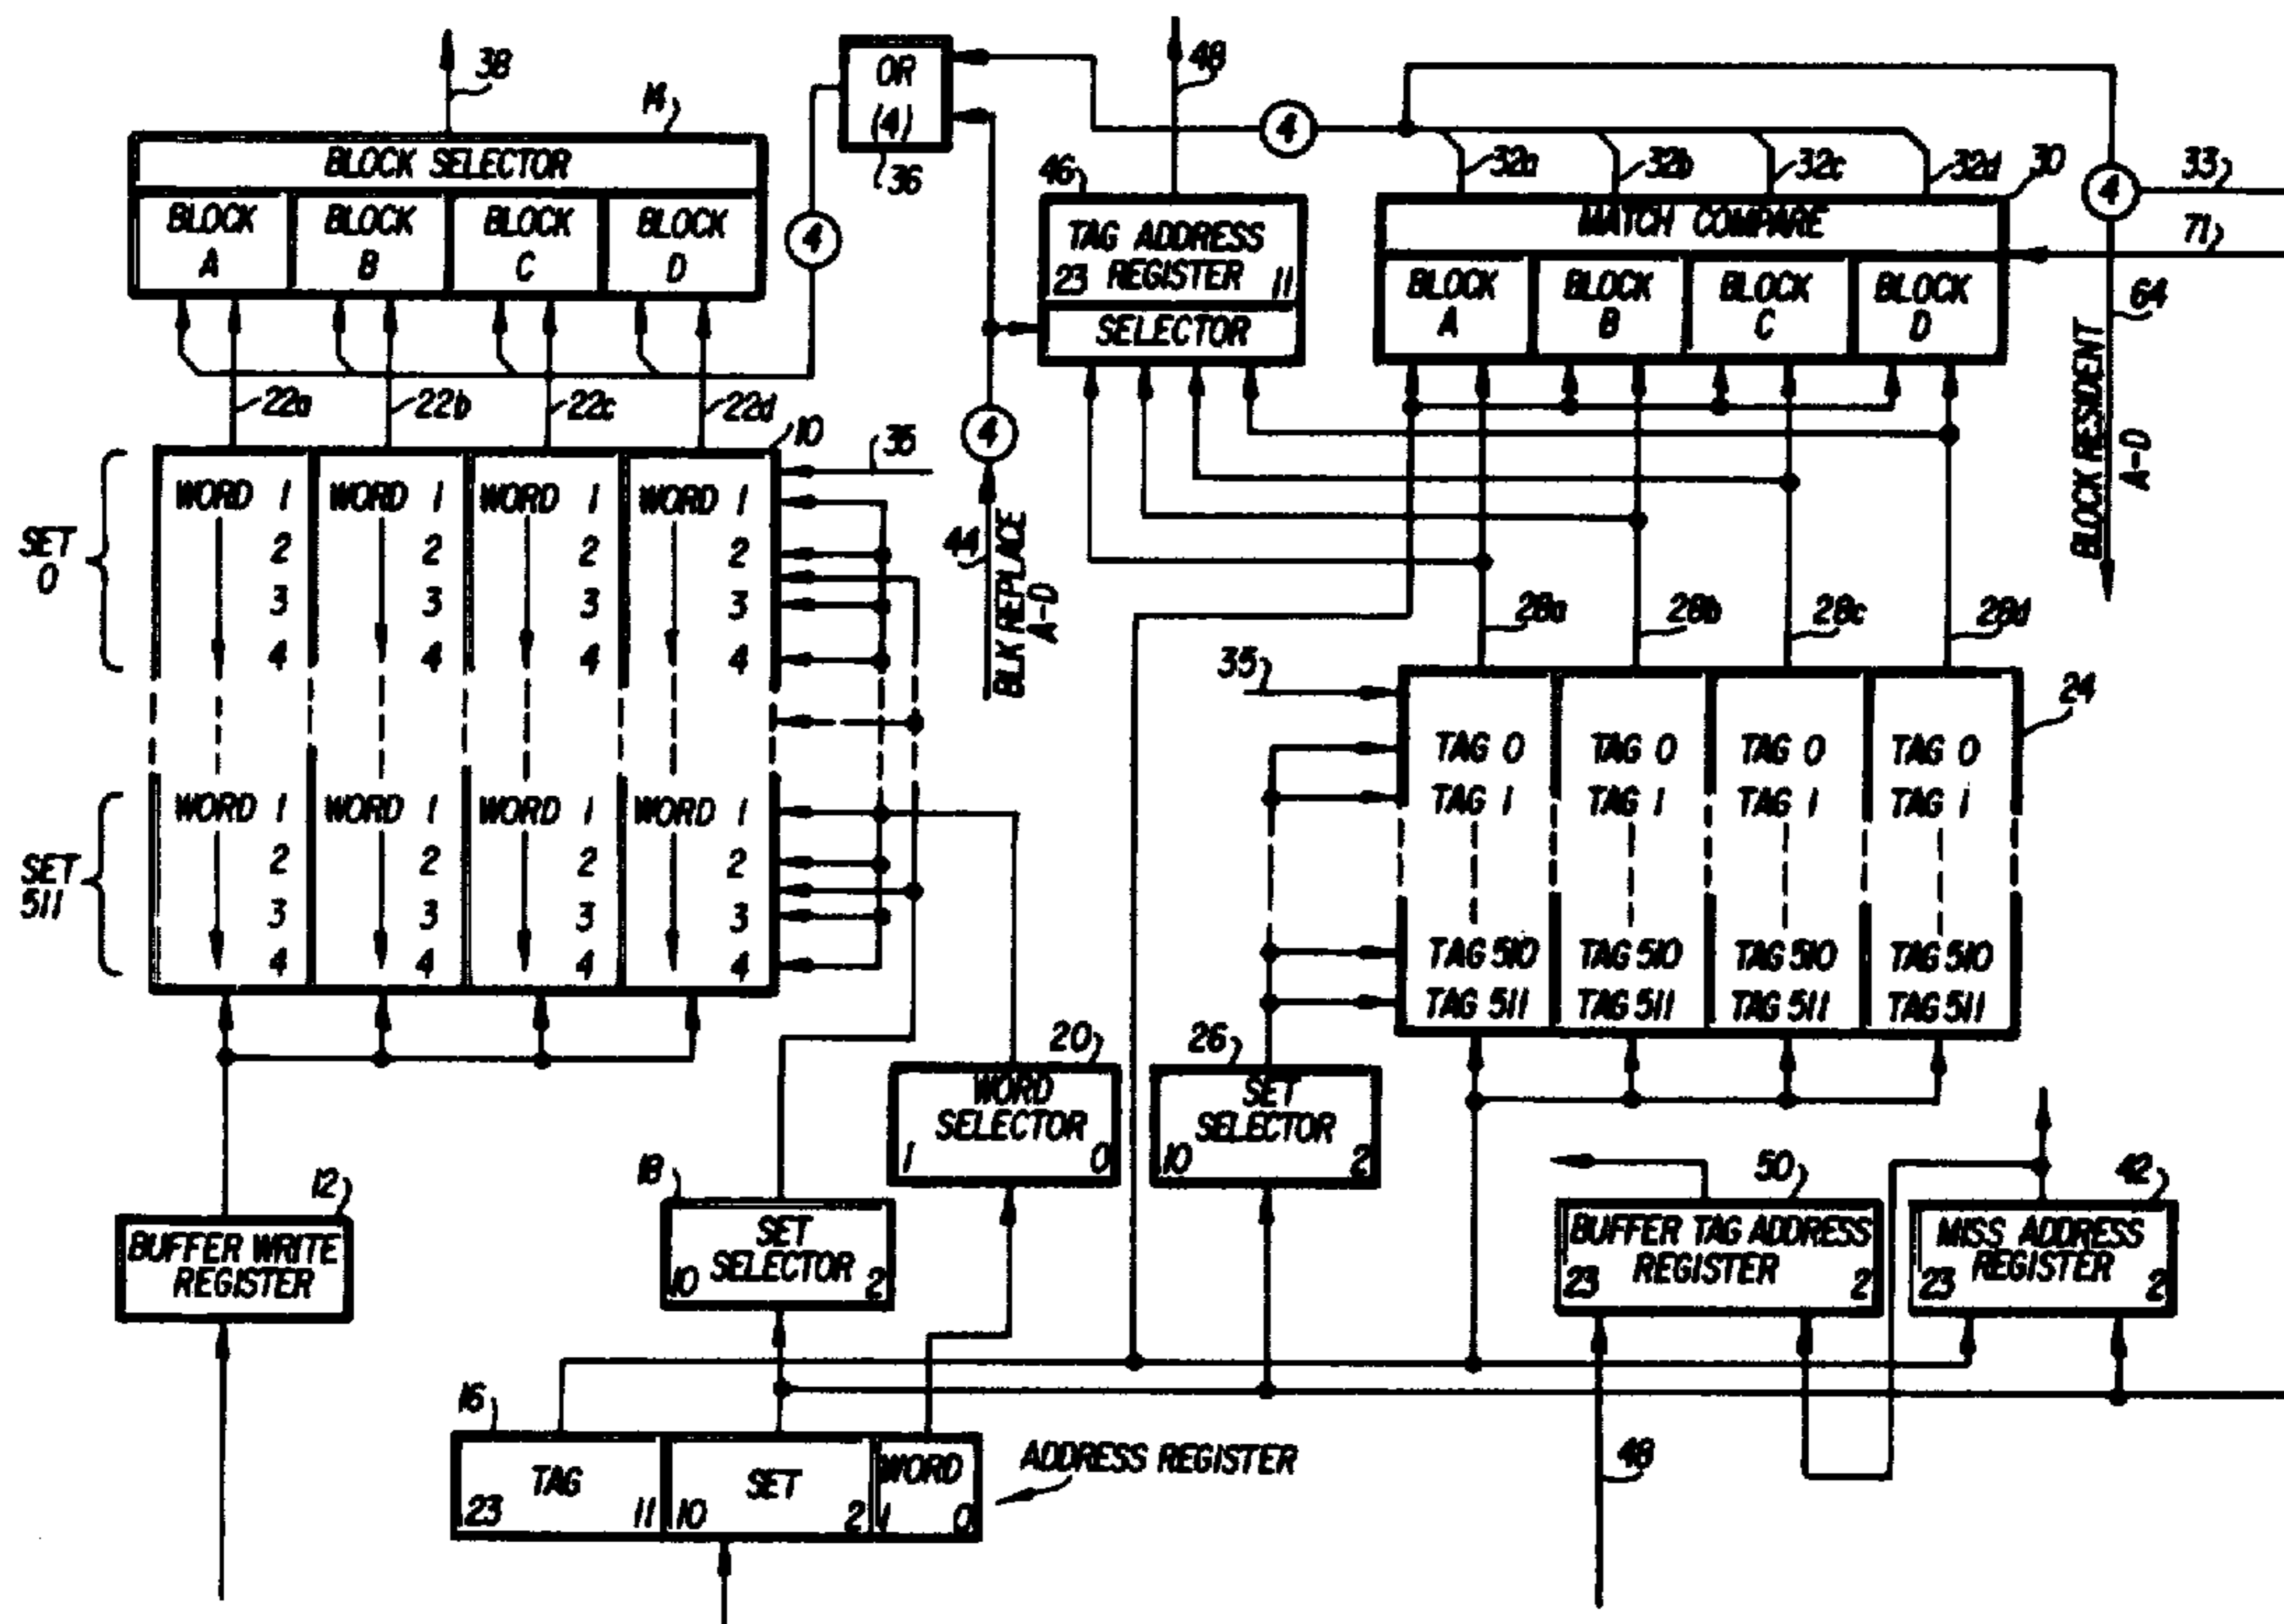 38
14
BLOCK SELECTOR
BLOCK A
BLOCK B
BLOCK C
BLOCK D
4
OR
(4)
36
48
4
46
TAG ADDRESS
23 REGISTER 11
SELECTOR
32a
32b
32c
32d
30
MATCH COMPARE
BLOCK A
BLOCK B
BLOCK C
BLOCK D
4
33
71
64
BLOCK RESIDENT
A-D
22a
22b
22c
22d
10
35
4
44
BLK REPLACE
A-D
SET
0
WORD 1 WORD 1 WORD 1 WORD 1
2 2 2 2
3 3 3 3
4 4 4 4
SET
511
WORD 1 WORD 1 WORD 1 WORD 1
2 2 2 2
3 3 3 3
4 4 4 4
28a
28b
28c
28d
35
24
TAG 0 TAG 0 TAG 0 TAG 0
TAG 1 TAG 1 TAG 1 TAG 1
TAG 510 TAG 510 TAG 510 TAG 510
TAG 511 TAG 511 TAG 511 TAG 511
12
BUFFER WRITE
REGISTER
18
SET
SELECTOR
10 2
20
WORD
SELECTOR
1 0
26
SET
SELECTOR
10 2
50
BUFFER TAG ADDRESS
REGISTER
23 2
42
MISS ADDRESS
REGISTER
23 2
16
TAG
23 11
SET
10 2
WORD
1 0
ADDRESS REGISTER
48